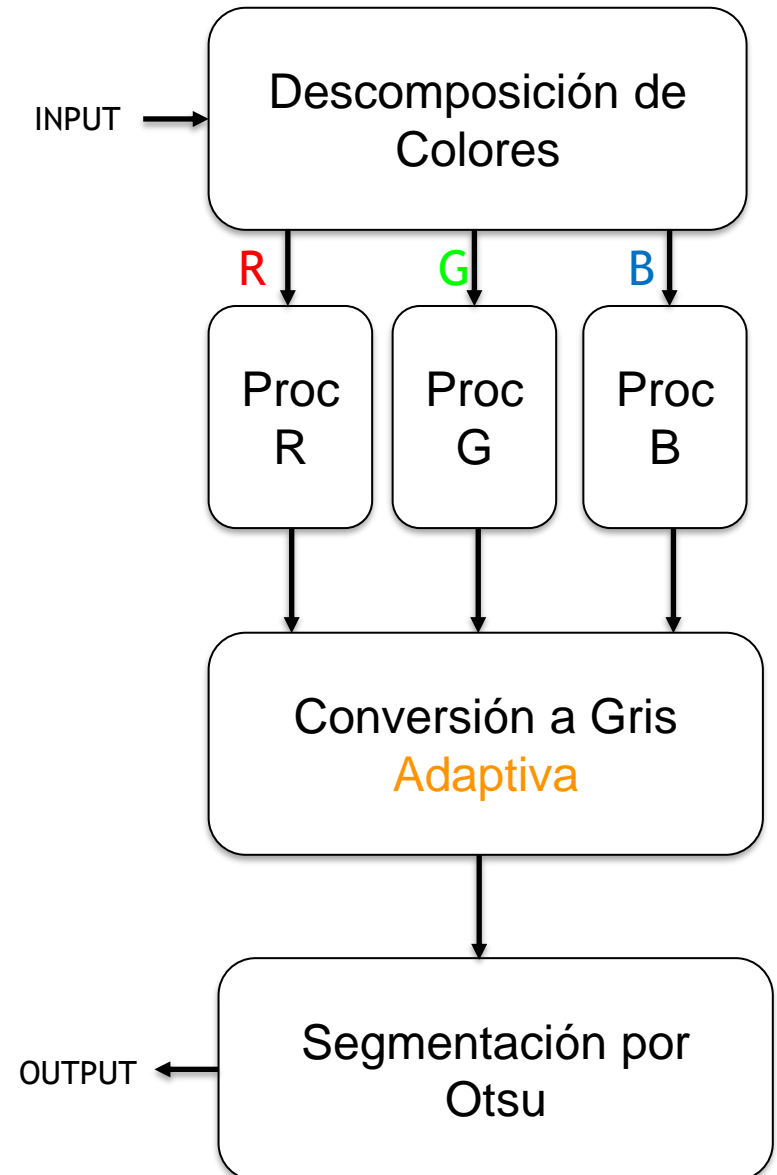 Descomposición de
Colores
INPUT
R
G
B
Proc
R
Proc
G
Proc
B
Conversión a Gris
Adaptiva
Segmentación por
Otsu
OUTPUT